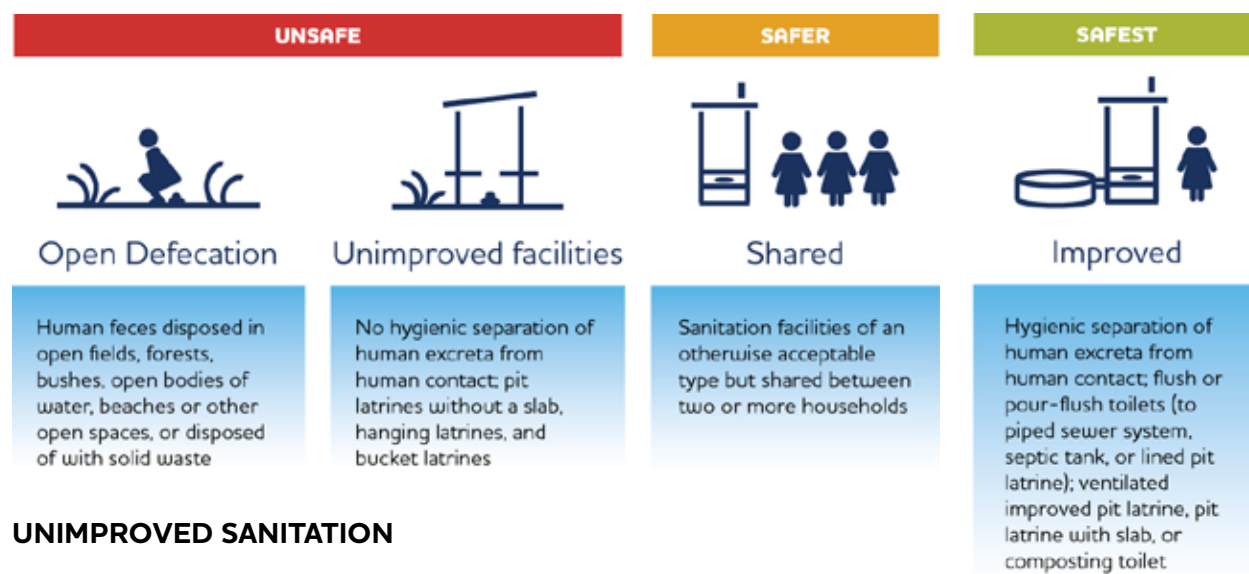 UNSAFE
SAFER
SAFEST
Open Defecation
Unimproved facilities
Shared
Improved
Human feces disposed in
open fields, forests,
bushes, open bodies of
water, beaches or other
open spaces, or disposed
of with solid waste
No hygienic separation of
human excreta from
human contact; pit
latrines without a slab,
hanging latrines, and
bucket latrines
Sanitation facilities of an
otherwise acceptable
type but shared between
two or more households
Hygienic separation of
human excreta from
human contact; flush or
pour-flush toilets (to
piped sewer system,
septic tank, or lined pit
latrine); ventilated
improved pit latrine, pit
latrine with slab, or
composting toilet
UNIMPROVED SANITATION